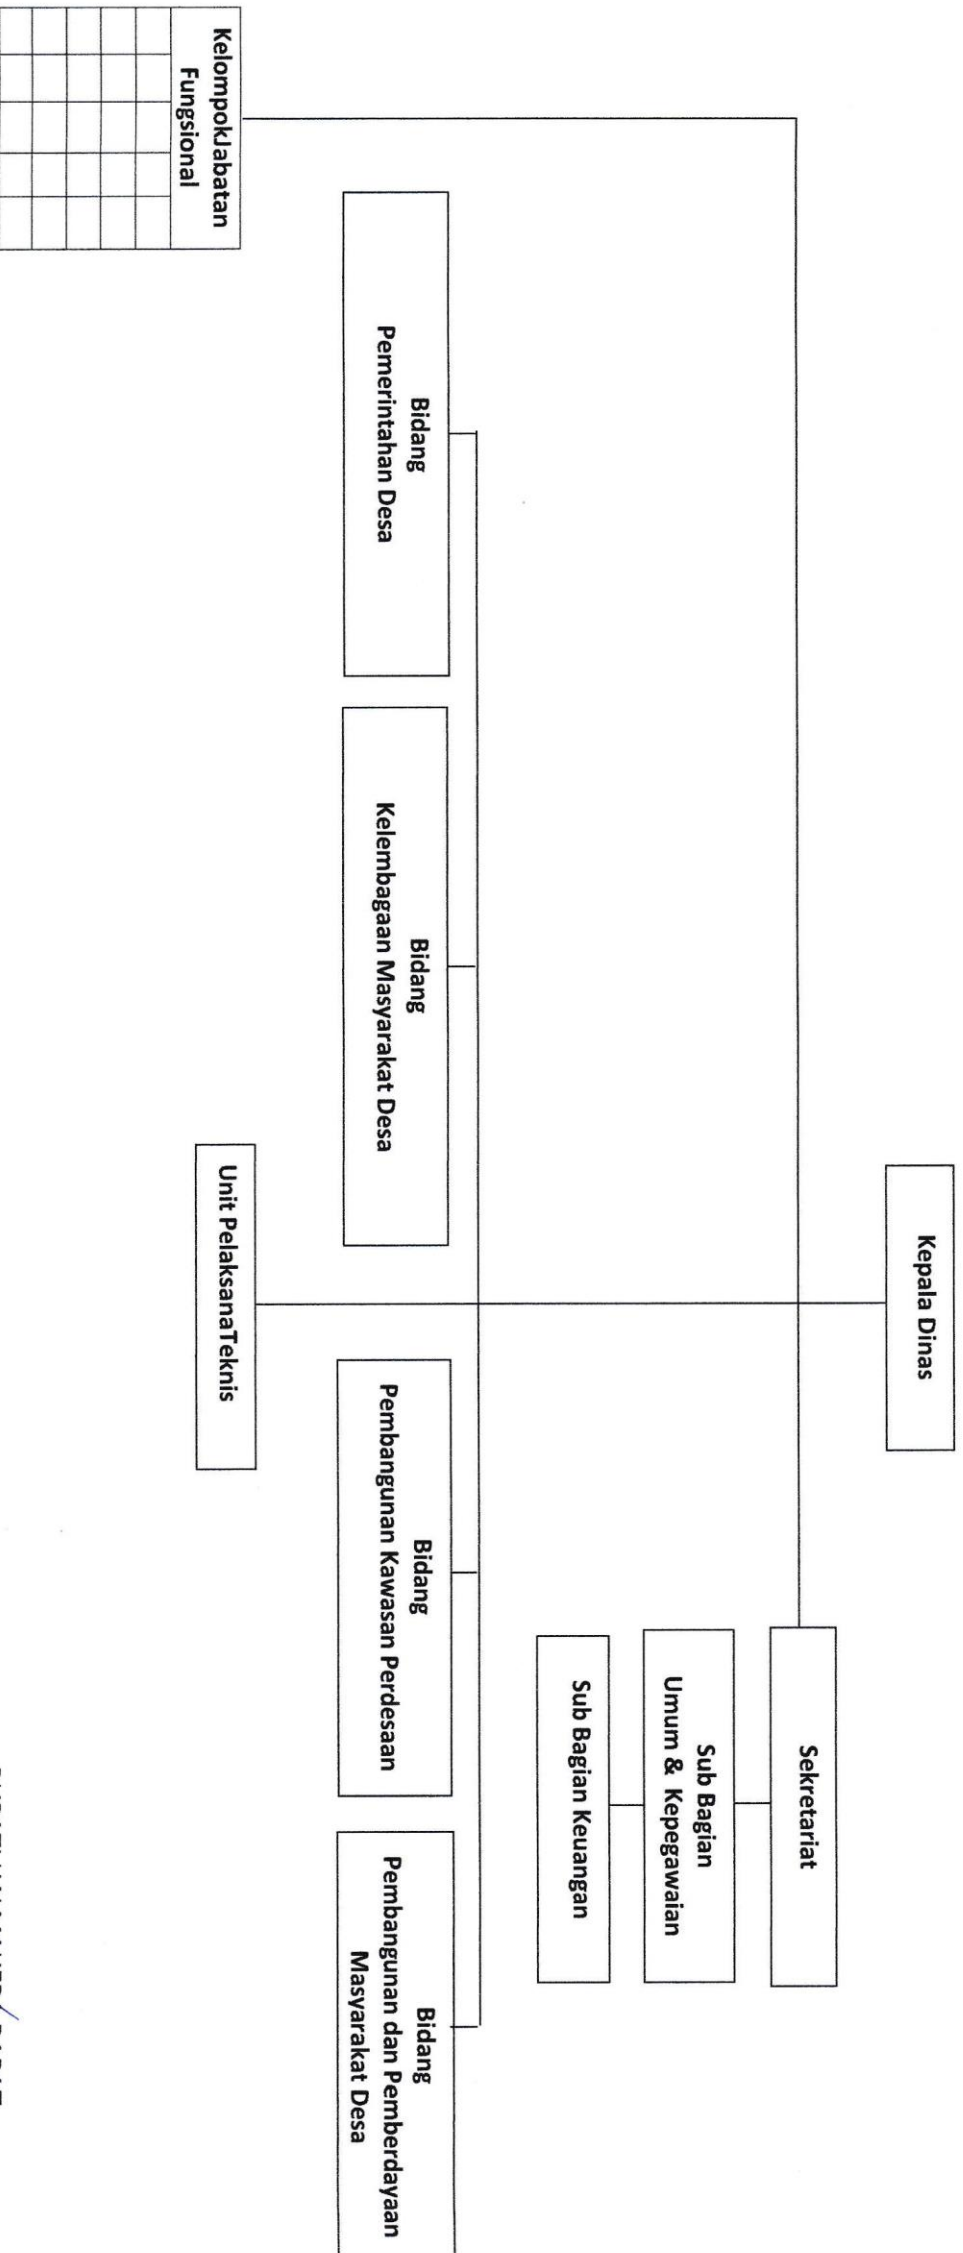 Kepala Dinas
Sekretariat
Sub Bagian
Umum & Kepegawaian
Sub Bagian Keuangan
KelompokJabatan
Fungsional
Bidang
Pemerintahan Desa
Bidang
Kelembagaan Masyarakat Desa
Bidang
Pembangunan Kawasan Perdesaan
Bidang
Pembangunan dan Pemberdayaan
Masyarakat Desa
Unit PelaksanaTeknis